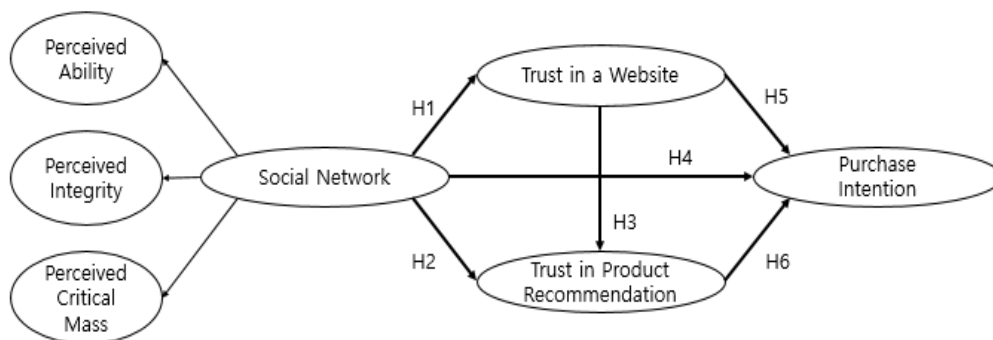 Perceived
Ability
Perceived
Integrity
Perceived
Critical
Mass
Social Network
H1
H2
Trust in a Website
H3
H4
Trust in Product
Recommendation
H5
H6
Purchase
Intention